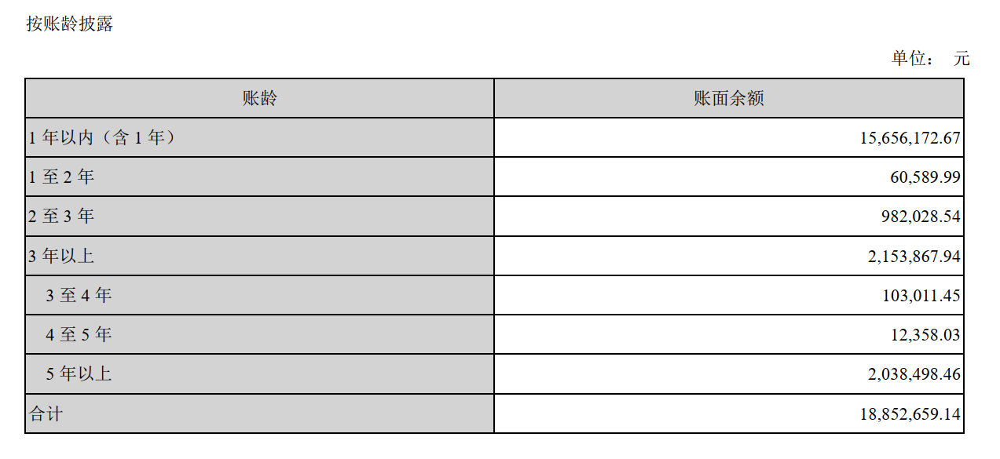 按账龄披露
单位： 元
账龄 账面余额
1 年以内（含 1 年） 15,656,172.67
1 至 2 年 60,589.99
2 至 3 年 982,028.54
3 年以上 2,153,867.94
3 至 4 年 103,011.45
4 至 5 年 12,358.03
5 年以上 2,038,498.46
合计 18,852,659.14